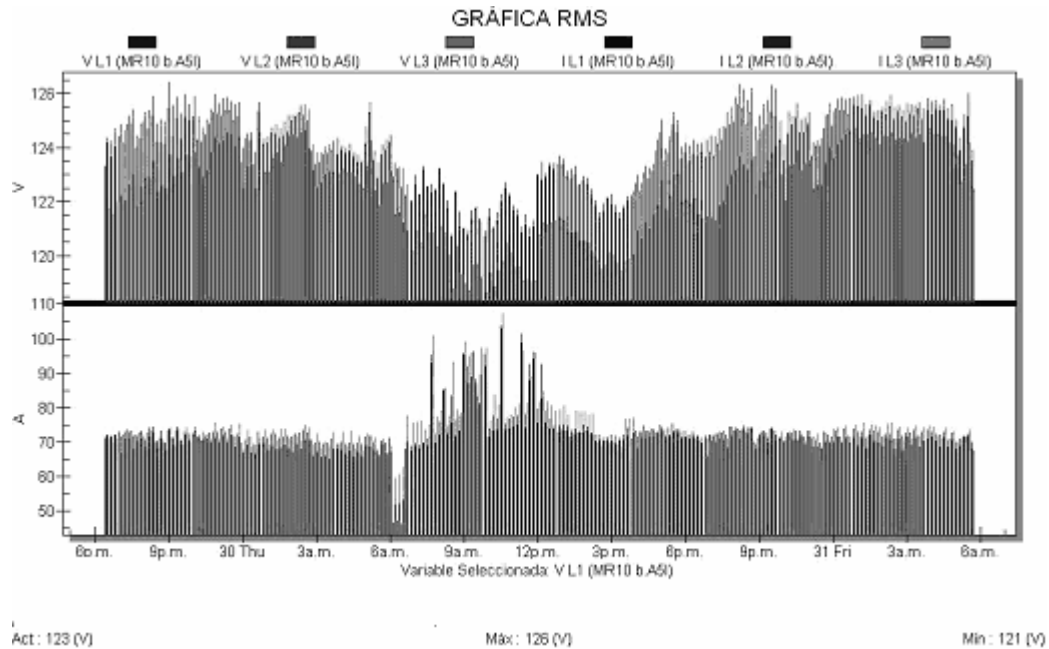 GRÁFICA RMS
V L1 (MR10 b.A5I) V L2 (MR10 b.A5I) V L3 (MR10 b.A5I) I L1 (MR10 b.A5I) I L2 (MR10 b.A5I) I L3 (MR10 b.A5I)
126
124
V
122
120
110
100
90
A
80
70
60
50
6p.m. 9p.m. 30 Thu 3a.m. 6a.m. 9a.m. 12p.m. 3p.m. 6p.m. 9p.m. 31 Fri 3a.m. 6a.m.
Variable Seleccionada: V L1 (MR10 b.A5I)
Act : 123 (V) Máx : 126 (V) Min : 121 (V)